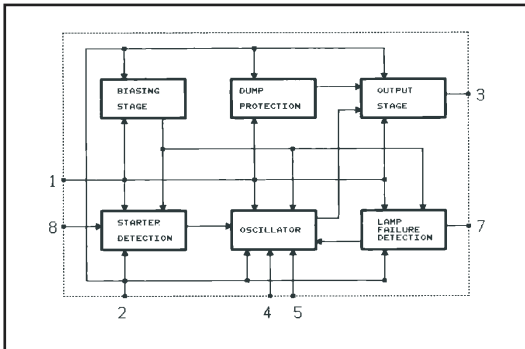 BIASING
STAGE
DUMP
PROTECTION
OUTPUT
STAGE
3
1
8
STARTER
DETECTION
OSCILLATOR
LAMP
FAILURE
DETECTION
7
2
4
5